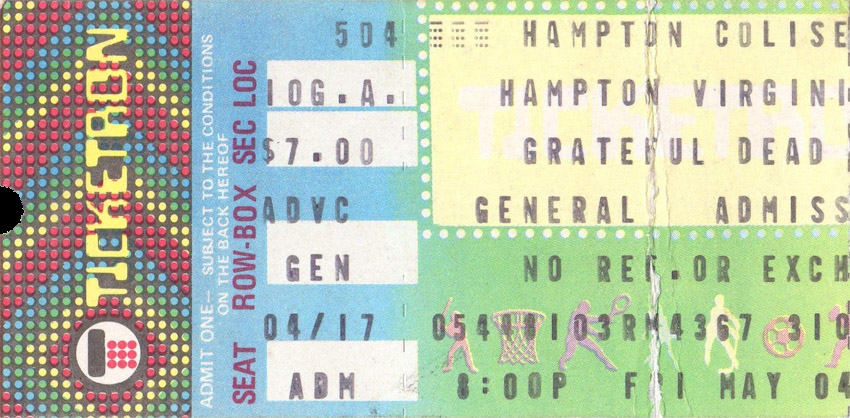 TICKETRON
ADMIT ONE— SUBJECT TO THE CONDITIONS
ON THE BACK HEREOF
SEAT ROW-BOX SEC LOC
504
10G.A.
$7.00
ADVC
GEN
04/17
ADM
HAMPTON COLISE
HAMPTON VIRGINI
GRATEFUL DEAD
GENERAL ADMISS
NO REF.OR EXCH
310
8:00P FRI MAY 04